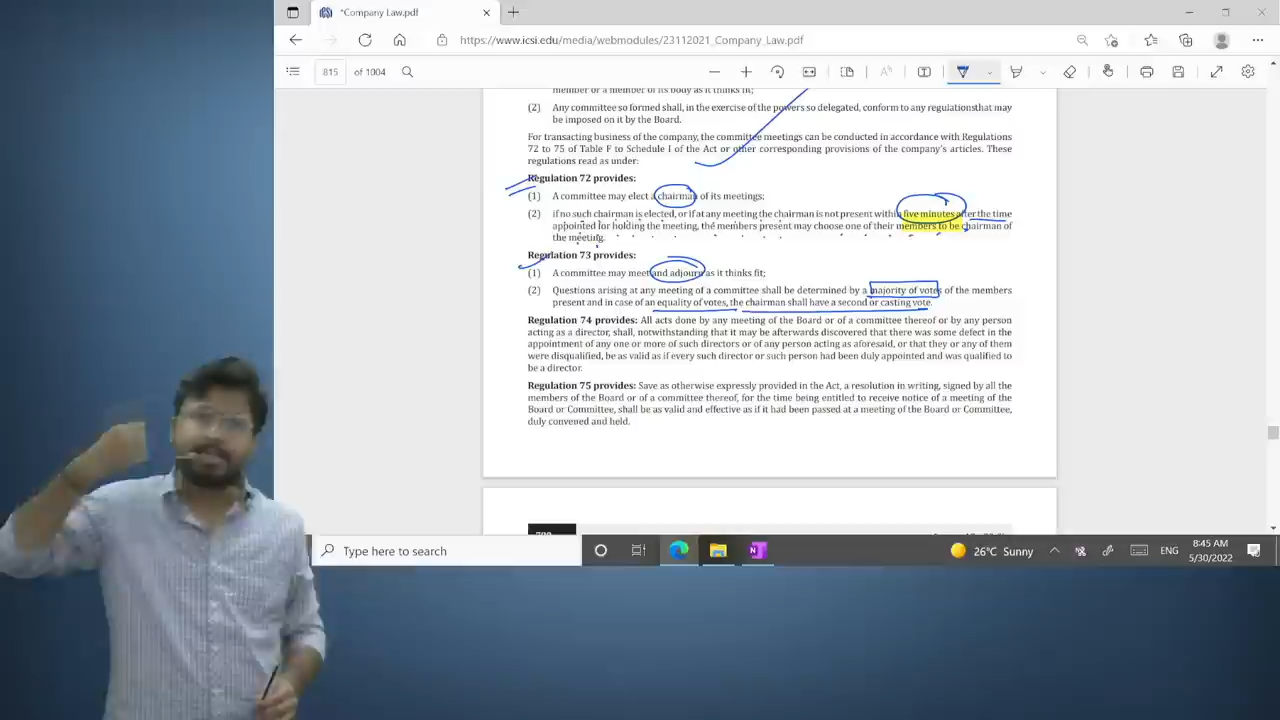 *Company Law.pdf
https://www.icsi.edu/media/webmodules/23112021_Company_Law.pdf
815 of 1004
member or a member of its body as it thinks fit;
(2) Any committee so formed shall, in the exercise of the powers so delegated, conform to any regulationsthat may
be imposed on it by the Board.
For transacting business of the company, the committee meetings can be conducted in accordance with Regulations
72 to 75 of Table F to Schedule I of the Act or other corresponding provisions of the company's articles. These
regulations read as under:
Regulation 72 provides:
(1) A committee may elect a chairman of its meetings;
(2) if no such chairman is elected, or if at any meeting the chairman is not present within five minutes after the time
appointed for holding the meeting, the members present may choose one of their members to be chairman of
the meeting.
Regulation 73 provides:
(1) A committee may meet and adjourn as it thinks fit;
(2) Questions arising at any meeting of a committee shall be determined by a majority of votes of the members
present and in case of an equality of votes, the chairman shall have a second or casting vote.
Regulation 74 provides: All acts done by any meeting of the Board or of a committee thereof or by any person
acting as a director, shall, notwithstanding that it may be afterwards discovered that there was some defect in the
appointment of any one or more of such directors or of any person acting as aforesaid, or that they or any of them
were disqualified, be as valid as if every such director or such person had been duly appointed and was qualified to
be a director.
Regulation 75 provides: Save as otherwise expressly provided in the Act, a resolution in writing, signed by all the
members of the Board or of a committee thereof, for the time being entitled to receive notice of a meeting of the
Board or Committee, shall be as valid and effective as if it had been passed at a meeting of the Board or Committee,
duly convened and held.
Type here to search
26°C Sunny
ENG
8:45 AM
5/30/2022